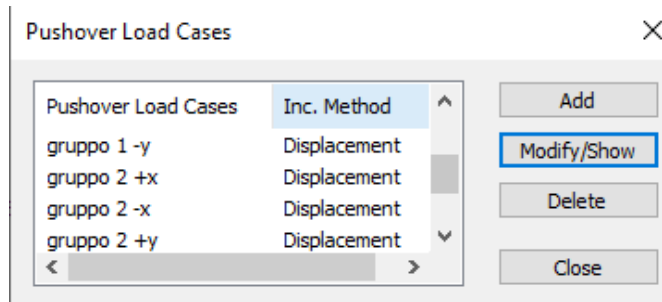 Pushover Load Cases
Pushover Load Cases Inc. Method
gruppo 1 -y Displacement
gruppo 2 +x Displacement
gruppo 2 -x Displacement
gruppo 2 +y Displacement
Add
Modify/Show
Delete
Close